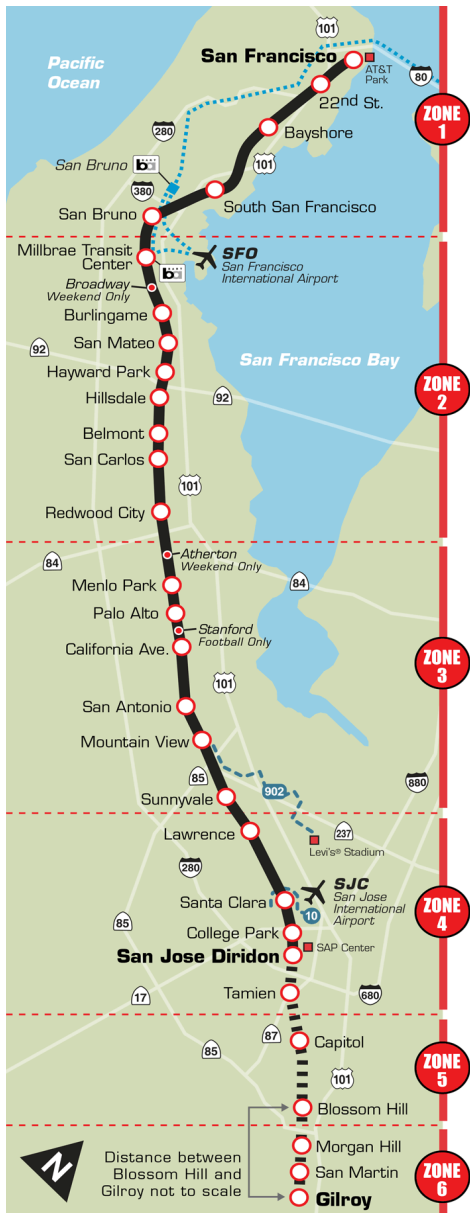 101
San Francisco
Pacific
Ocean
AT&T
Park
80
22nd St.
ZONE
1
280
Bayshore
101
San Bruno
ba
380
South San Francisco
San Bruno
Millbrae Transit
Center
SFO
San Francisco
International Airport
ba
Broadway
Weekend Only
Burlingame
San Mateo
92
San Francisco Bay
Hayward Park
ZONE
2
Hillsdale
92
Belmont
San Carlos
101
Redwood City
Atherton
Weekend Only
84
Menlo Park
84
Palo Alto
Stanford
Football Only
California Ave.
ZONE
3
101
San Antonio
Mountain View
85
902
880
Sunnyvale
Lawrence
237
Levi's® Stadium
280
SJC
San Jose
International
Airport
Santa Clara
10
ZONE
4
85
College Park
SAP Center
San Jose Diridon
Tamien
17
680
87
Capitol
85
ZONE
5
101
Blossom Hill
N
Distance between
Blossom Hill and
Gilroy not to scale
Morgan Hill
San Martin
ZONE
6
Gilroy